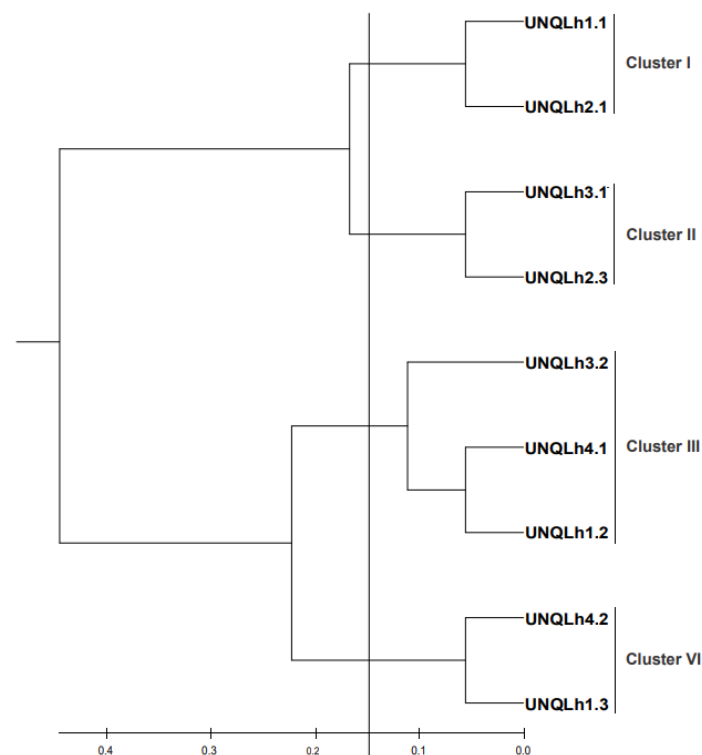 UNQLh1.1
Cluster I
UNQLh2.1
UNQLh3.1
Cluster II
UNQLh2.3
UNQLh3.2
UNQLh4.1
Cluster III
UNQLh1.2
UNQLh4.2
Cluster VI
UNQLh1.3
0.4 0.3 0.2 0.1 0.0